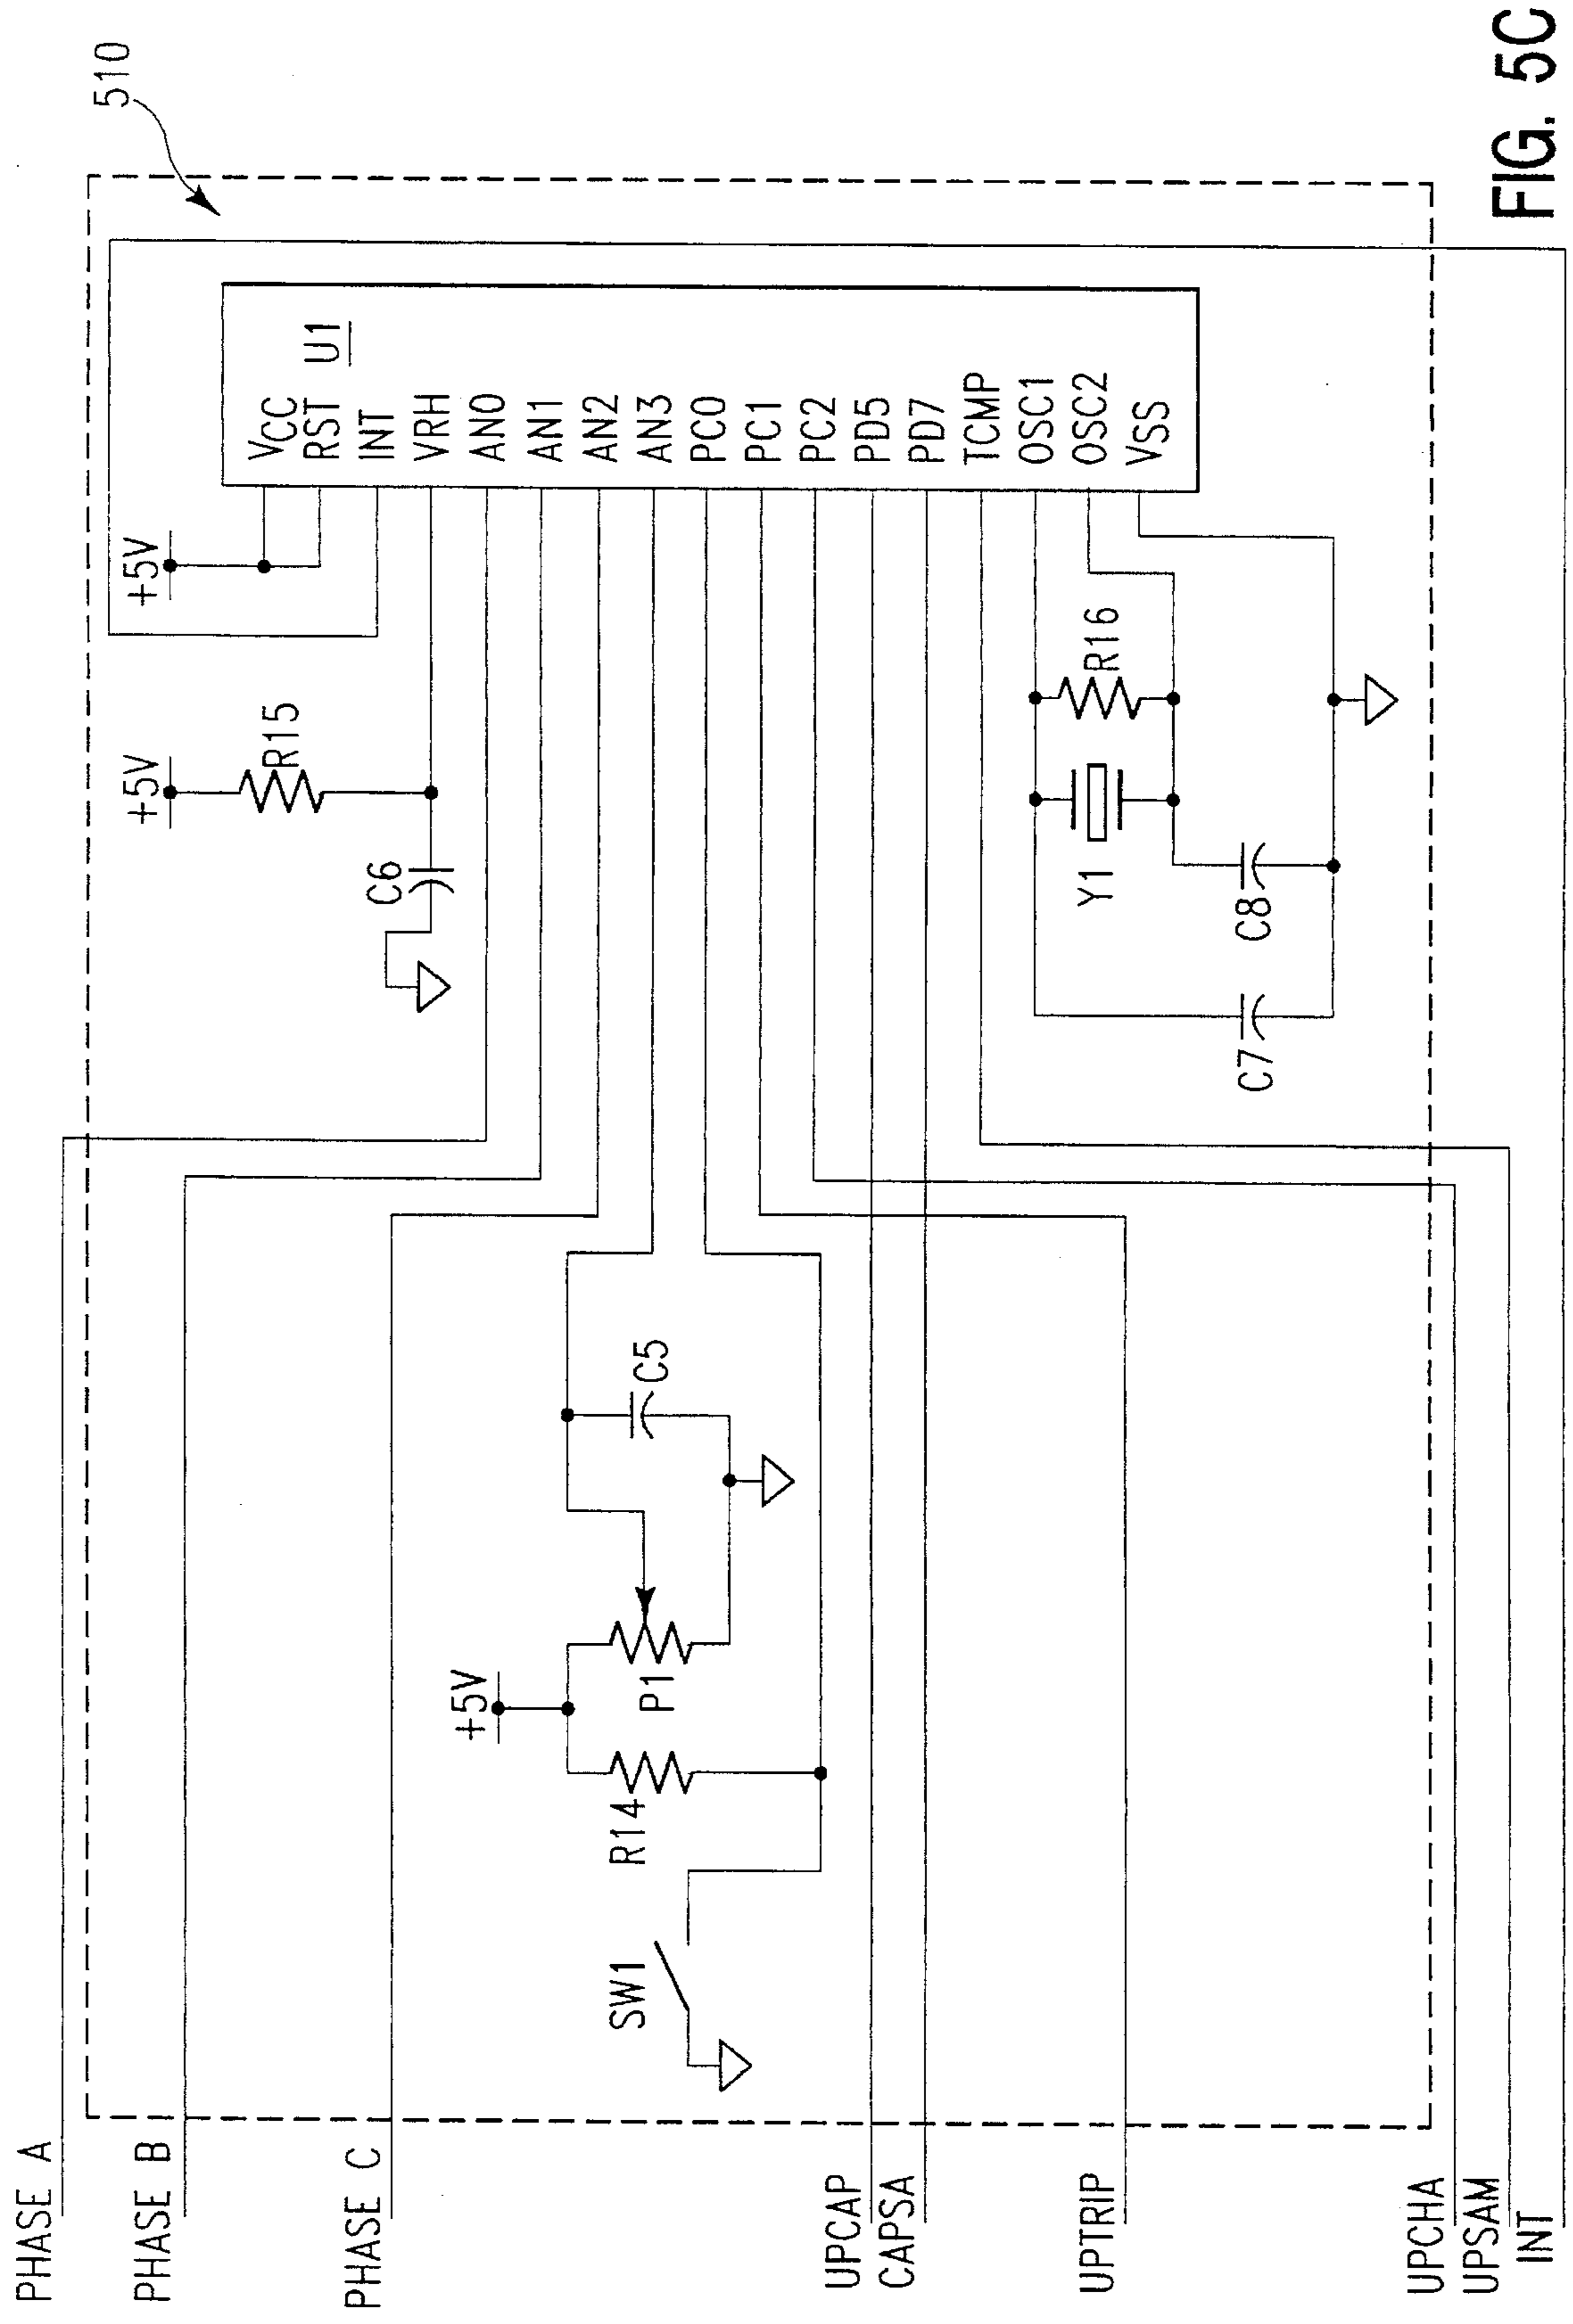 510
+5V
+5V
R15
C6
U1
VCC
RST
INT
VRH
AN0
AN1
AN2
AN3
PC0
PC1
PC2
PD5
PD7
TCMP
OSC1
OSC2
VSS
PHASE A
PHASE B
PHASE C
+5V
C5
P1
R14
SW1
R16
Y1
C8
C7
UPCAP
CAPSA
UPTRIP
UPCHA
UPSAM
INT
FIG. 5C